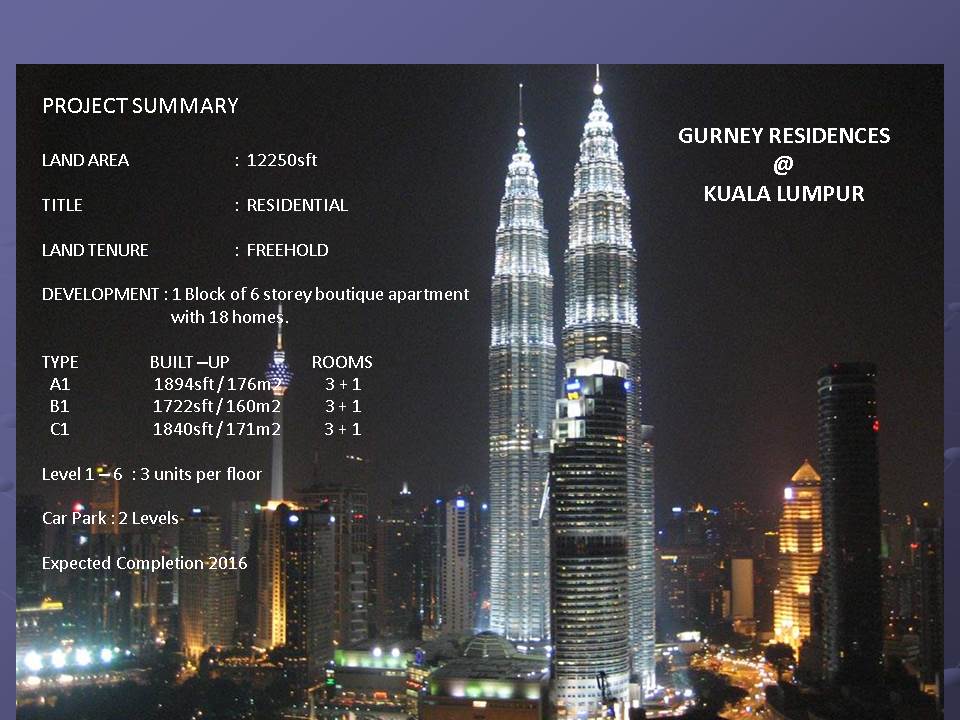 PROJECT SUMMARY
GURNEY RESIDENCES
@
KUALA LUMPUR
LAND AREA : 12250sft
TITLE : RESIDENTIAL
LAND TENURE : FREEHOLD
DEVELOPMENT : 1 Block of 6 storey boutique apartment
with 18 homes.
TYPE BUILT –UP ROOMS
A1 1894sft / 176m2 3 + 1
B1 1722sft / 160m2 3 + 1
C1 1840sft / 171m2 3 + 1
Level 1 – 6 : 3 units per floor
Car Park : 2 Levels
Expected Completion 2016